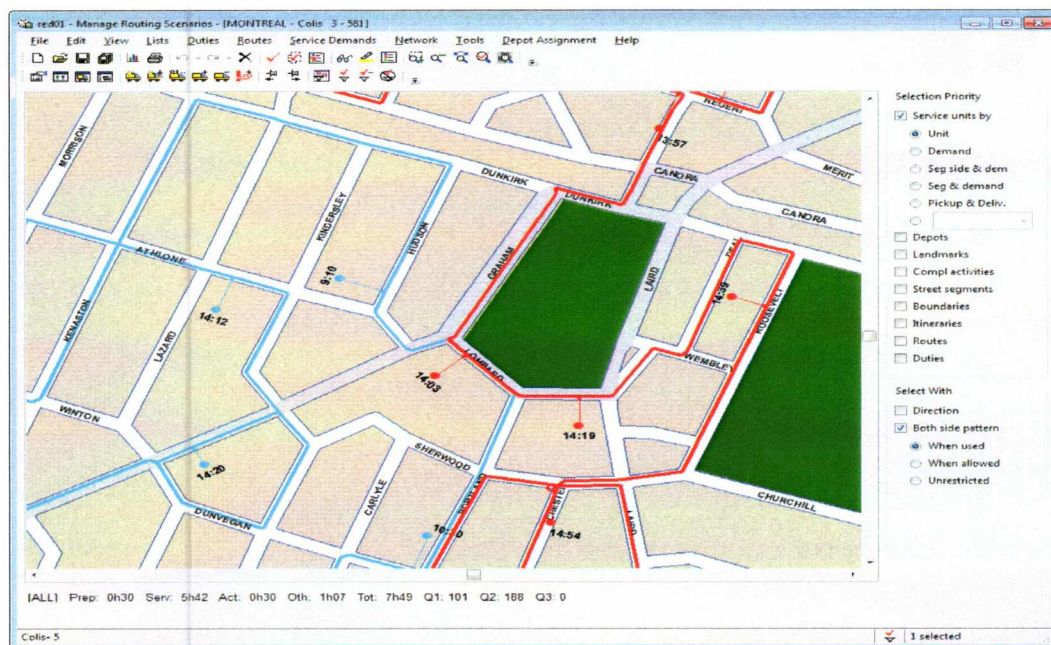 red01 - Manage Routing Scenarios - [MONTREAL - Colis 3 - 581]
File Edit View Lists Duties Routes Service Demands Network Tools Depot Assignment Help
Selection Priority
Service units by
Unit
Demand
Seg side & dem
Seg & demand
Pickup & Deliv.
Depots
Landmarks
Compl activities
Street segments
Boundaries
Itineraries
Routes
Duties
Select With
Direction
Both side pattern
When used
When allowed
Unrestricted
REGENT
MORRISON
13:57
MERIT
DUNKIRK
CANORA
DUNKIRK
CANORA
KINDERSLEY
HUDSON
ATHLONE
GRAHAM
LAIRD
9:10
14:39
ROOSEVELT
KENASTON
14:12
LAZARD
LOMBARD
WEMBLEY
14:03
WINTON
14:19
SHERWOOD
14:20
CARLYLE
CHURCHILL
DUNVEGAN
LAIRD
14:54
[ALL] Prep: 0h30 Serv: 5h42 Act: 0h30 Oth: 1h07 Tot: 7h49 Q1: 101 Q2: 188 Q3: 0
Colis- 5
1 selected